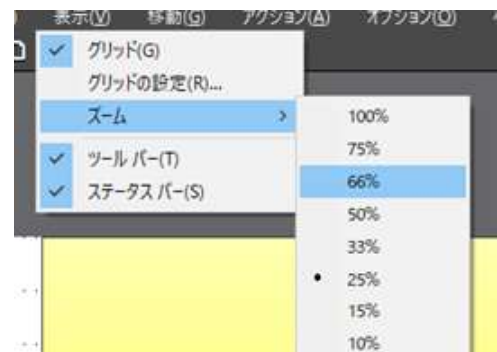 表示(V) 移動(G) アクション(A) オプション(O)
グリッド(G)
グリッドの設定(R)...
ズーム
ツール バー(T)
ステータス バー(S)
100%
75%
66%
50%
33%
25%
15%
10%